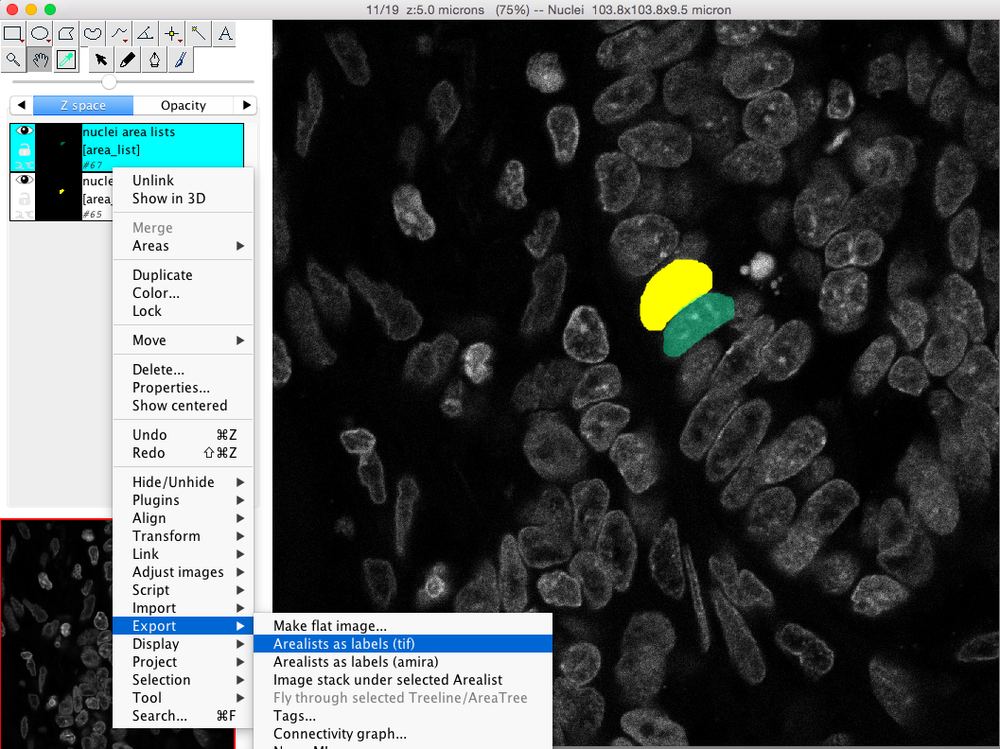 11/19 z:5.0 microns (75%) -- Nuclei 103.8x103.8x9.5 micron
A
Z space
Opacity
nuclei area lists
[area_list]
#67
nucle
[area_
#65
Unlink
Show in 3D
Merge
Areas
Duplicate
Color...
Lock
Move
Delete...
Properties...
Show centered
Undo ⌘Z
Redo ⇧⌘Z
Hide/Unhide
Plugins
Align
Transform
Link
Adjust images
Script
Import
Export
Display
Project
Selection
Tool
Search... ⌘F
Make flat image...
Arealists as labels (tif)
Arealists as labels (amira)
Image stack under selected Arealist
Fly through selected Treeline/AreaTree
Tags...
Connectivity graph...